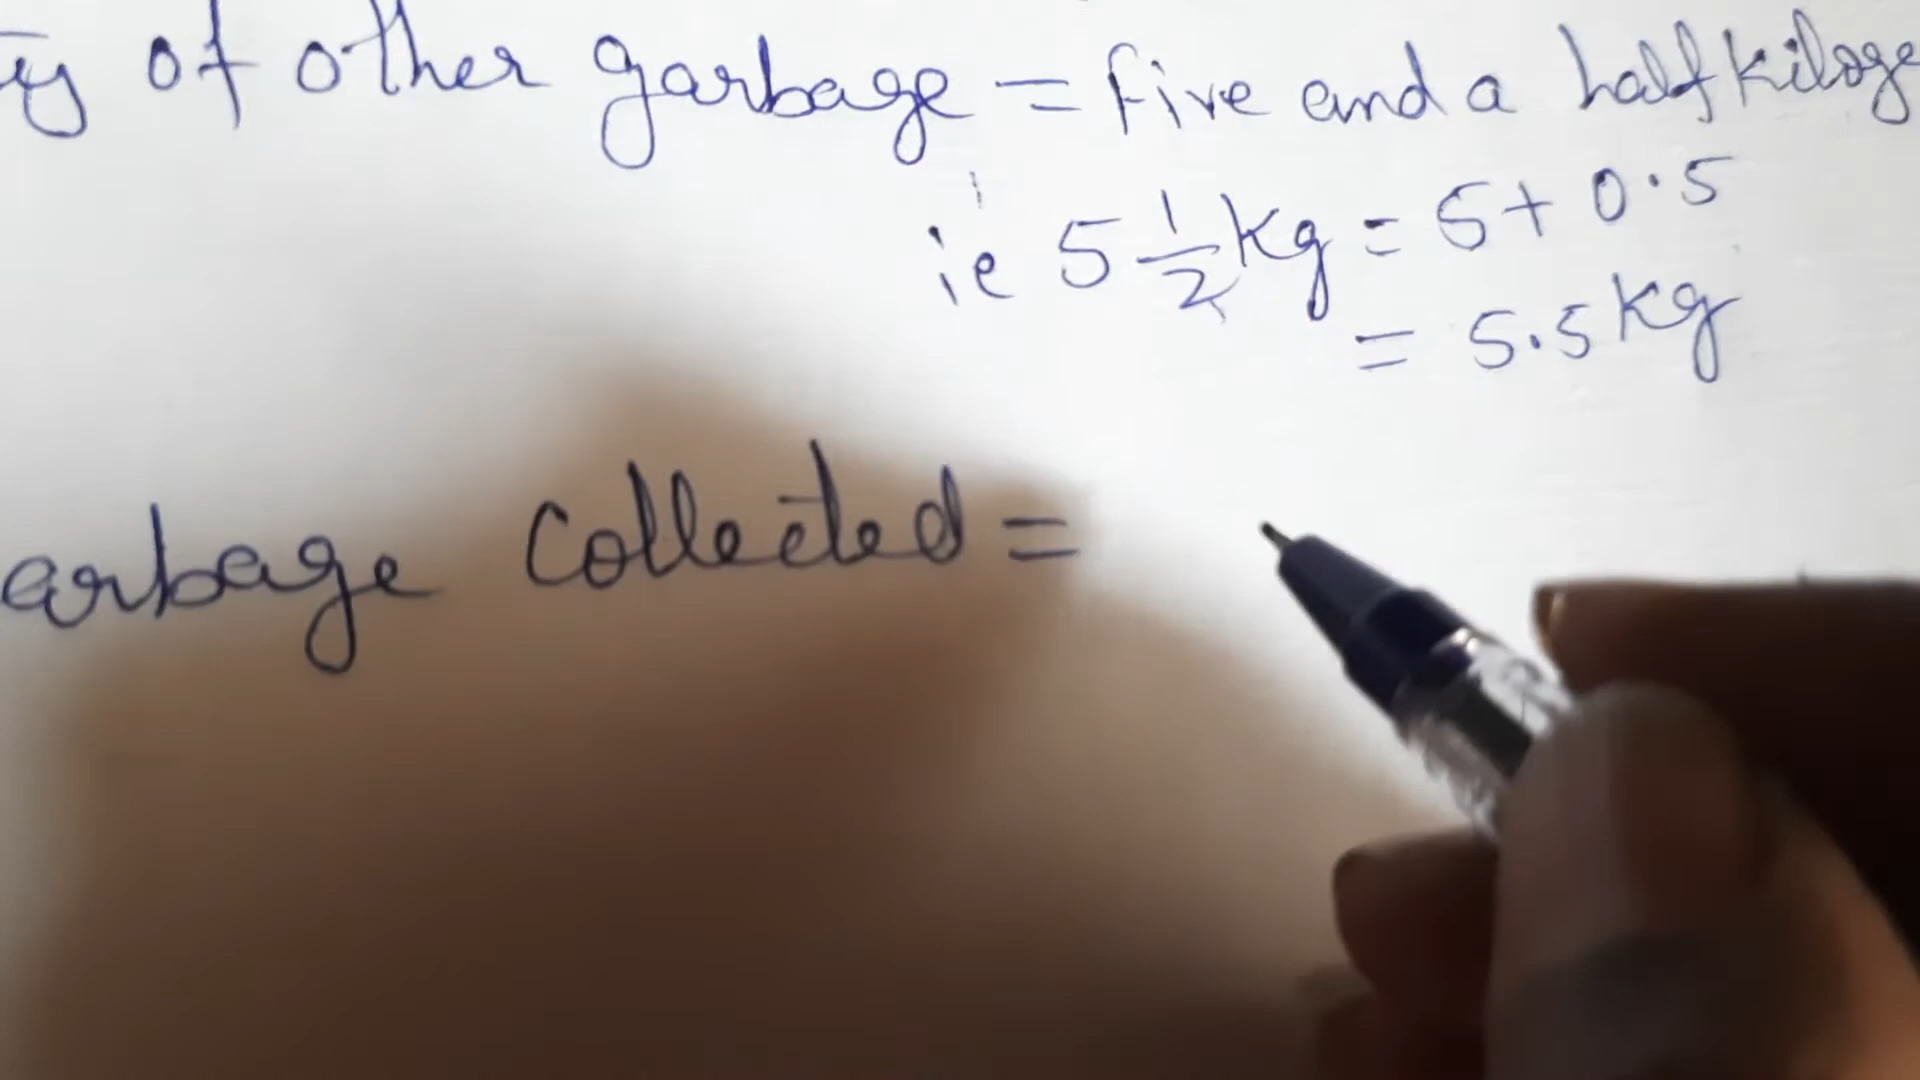 of other garbage = five and a half
ie 5 1/2 kg = 5 + 0.5
= 5.5 kg
collected =